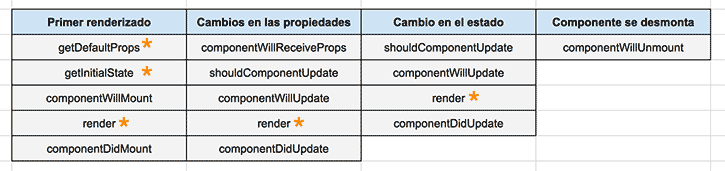 Primer renderizado Cambios en las propiedades Cambio en el estado Componente se desmonta
getDefaultProps * componentWillReceiveProps shouldComponentUpdate componentWillUnmount
getInitialState * shouldComponentUpdate componentWillUpdate
componentWillMount componentWillUpdate render *
render * render * componentDidUpdate
componentDidMount componentDidUpdate